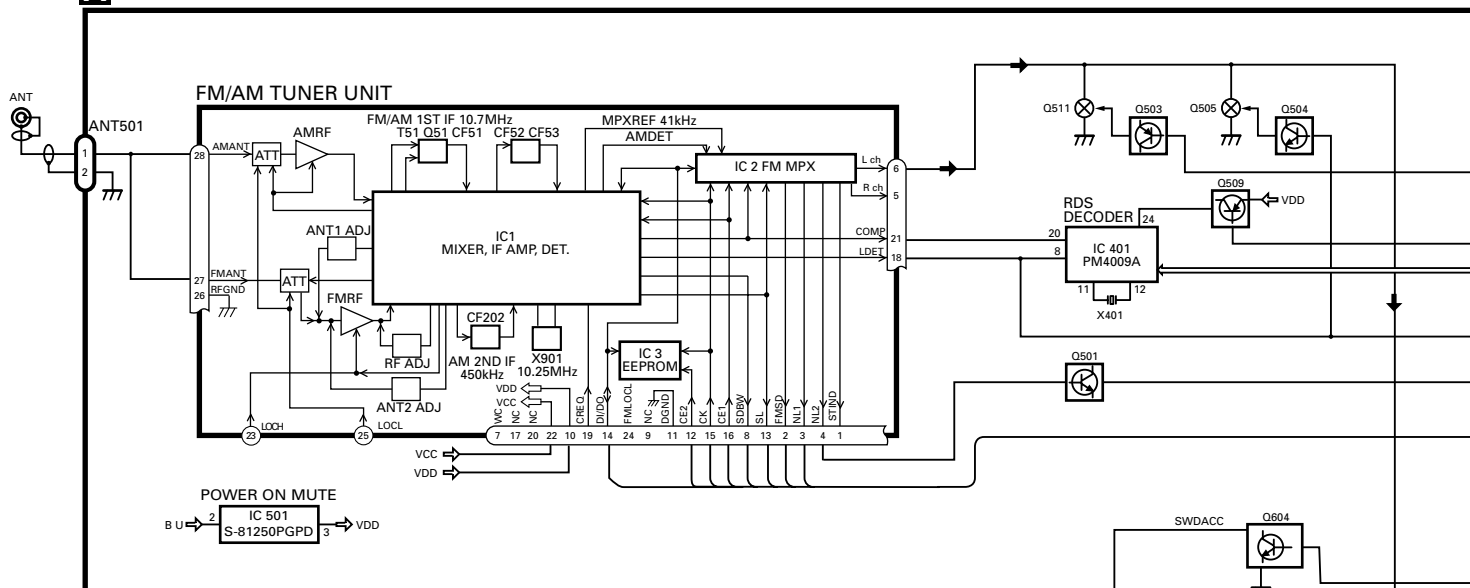 FM/AM TUNER UNIT
ANT
ANT501
1
2
28
AMANT
ATT
AMRF
FM/AM 1ST IF 10.7MHz
T51 Q51 CF51
CF52 CF53
MPXREF 41kHz
AMDET
IC 2 FM MPX
L ch
6
R ch
5
Q511
Q503
Q505
Q504
RDS
DECODER
24
Q509
VDD
ANT1 ADJ
IC1
MIXER, IF AMP, DET.
COMP
21
LDET
18
20
8
IC 401
PM4009A
11
12
X401
27
FMANT
26
RFGND
ATT
FMRF
RF ADJ
ANT2 ADJ
CF202
AM 2ND IF
450kHz
X901
10.25MHz
IC 3
EEPROM
VDD
VCC
Q501
WC
NC
NC
CREQ
DI/DO
FMLOCL
NC
DGND
CE2
CK
CE1
SDBW
SL
FMSD
NL1
NL2
STIND
23
LOCH
25
LOCL
7 17 20 22 10 19 14 24 9 11 12 15 16 8 13 2 3 4 1
VCC
VDD
POWER ON MUTE
B U
2
IC 501
S-81250PGPD
3
VDD
SWDACC
Q604